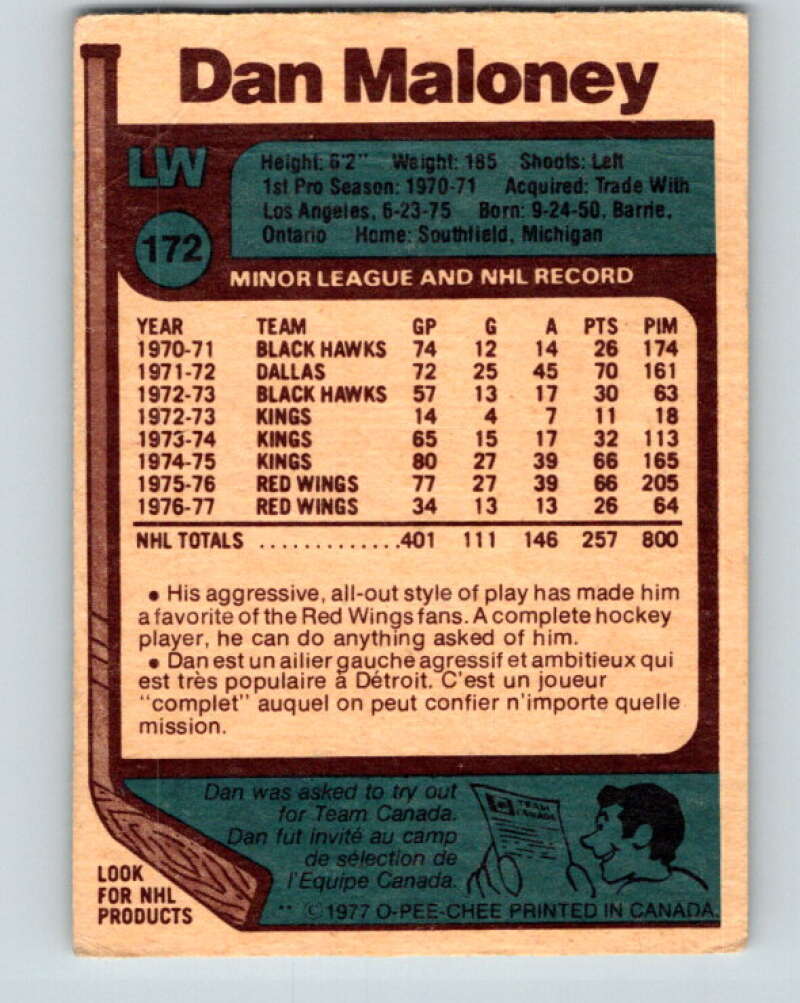 Dan Maloney
LW
172
Height: 6'2" Weight: 185 Shoots: Left
1st Pro Season: 1970-71 Acquired: Trade With
Los Angeles, 6-23-75 Born: 9-24-50, Barrie,
Ontario Home: Southfield, Michigan
MINOR LEAGUE AND NHL RECORD
YEAR TEAM GP G A PTS PIM
1970-71 BLACK HAWKS 74 12 14 26 174
1971-72 DALLAS 72 25 45 70 161
1972-73 BLACK HAWKS 57 13 17 30 63
1972-73 KINGS 14 4 7 11 18
1973-74 KINGS 65 15 17 32 113
1974-75 KINGS 80 27 39 66 165
1975-76 RED WINGS 77 27 39 66 205
1976-77 RED WINGS 34 13 13 26 64
NHL TOTALS .............401 111 146 257 800
• His aggressive, all-out style of play has made him
a favorite of the Red Wings fans. A complete hockey
player, he can do anything asked of him.
• Dan est un ailier gauche agressif et ambitieux qui
est très populaire à Détroit. C'est un joueur
"complet" auquel on peut confier n'importe quelle
mission.
Dan was asked to try out
for Team Canada.
Dan fut invité au camp
de sélection de
l'Equipe Canada.
TEAM
CANADA
LOOK
FOR NHL
PRODUCTS
** ©1977 O-PEE-CHEE PRINTED IN CANADA.